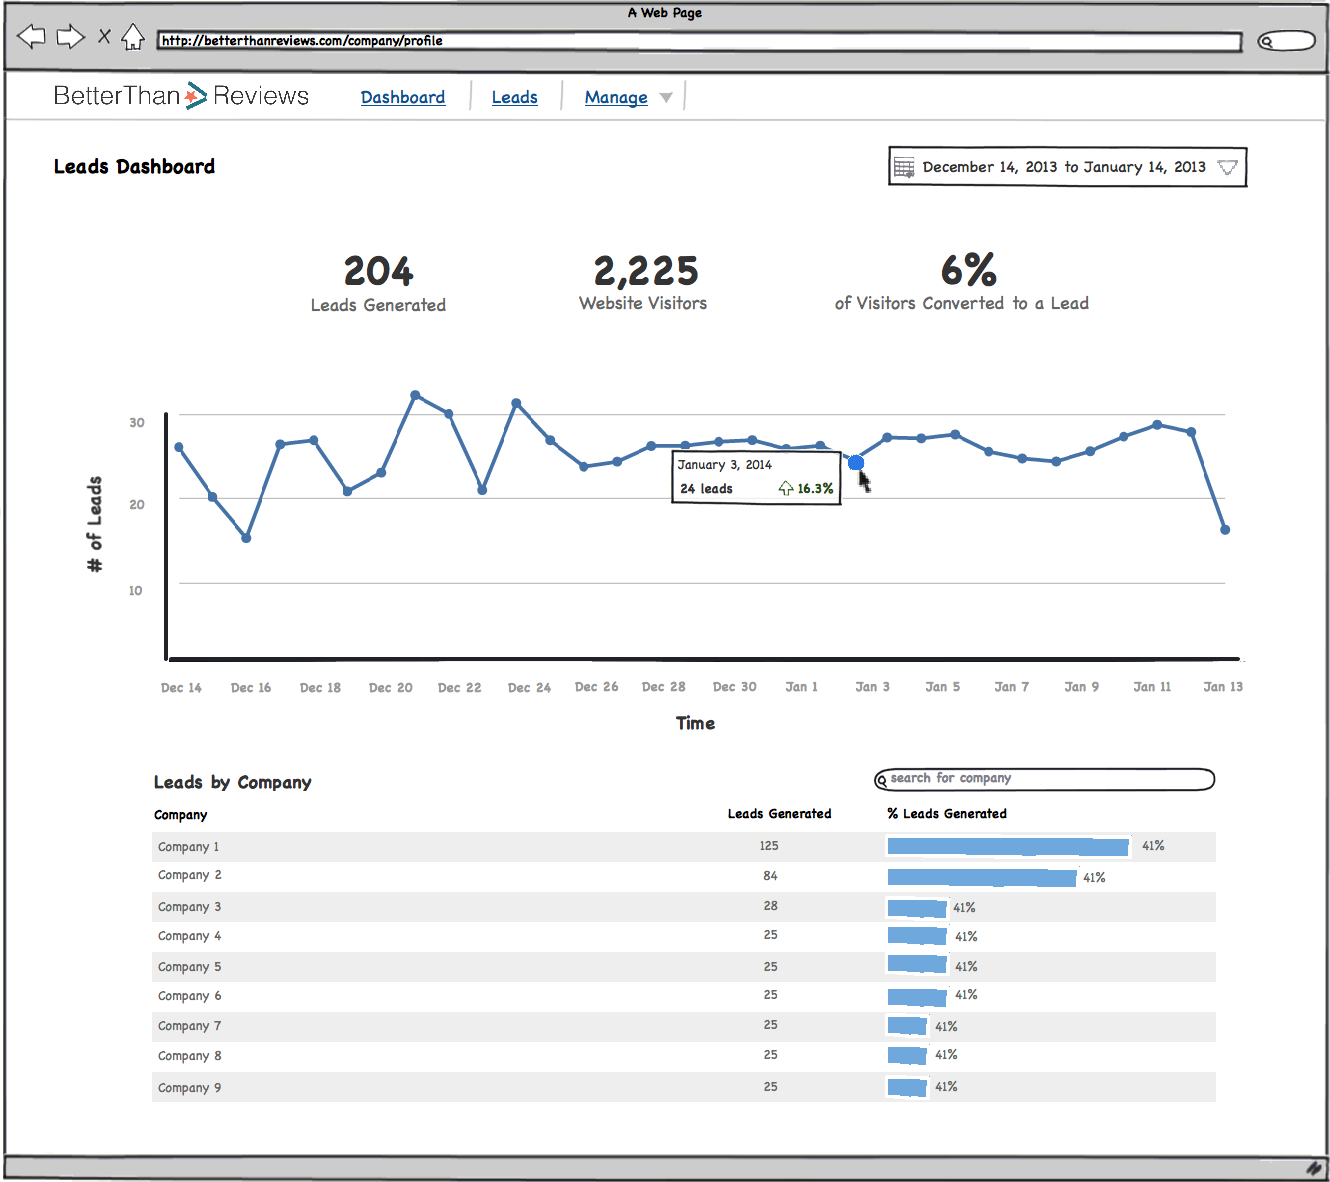 A Web Page
http://betterthanreviews.com/company/profile
BetterThan Reviews Dashboard Leads Manage
Leads Dashboard
December 14, 2013 to January 14, 2013
204 2,225 6%
Leads Generated Website Visitors of Visitors Converted to a Lead
30
20
10
# of Leads
January 3, 2014
24 leads 16.3%
Dec 14 Dec 16 Dec 18 Dec 20 Dec 22 Dec 24 Dec 26 Dec 28 Dec 30 Jan 1 Jan 3 Jan 5 Jan 7 Jan 9 Jan 11 Jan 13
Time
Leads by Company search for company
Company Leads Generated % Leads Generated
Company 1 125 41%
Company 2 84 41%
Company 3 28 41%
Company 4 25 41%
Company 5 25 41%
Company 6 25 41%
Company 7 25 41%
Company 8 25 41%
Company 9 25 41%